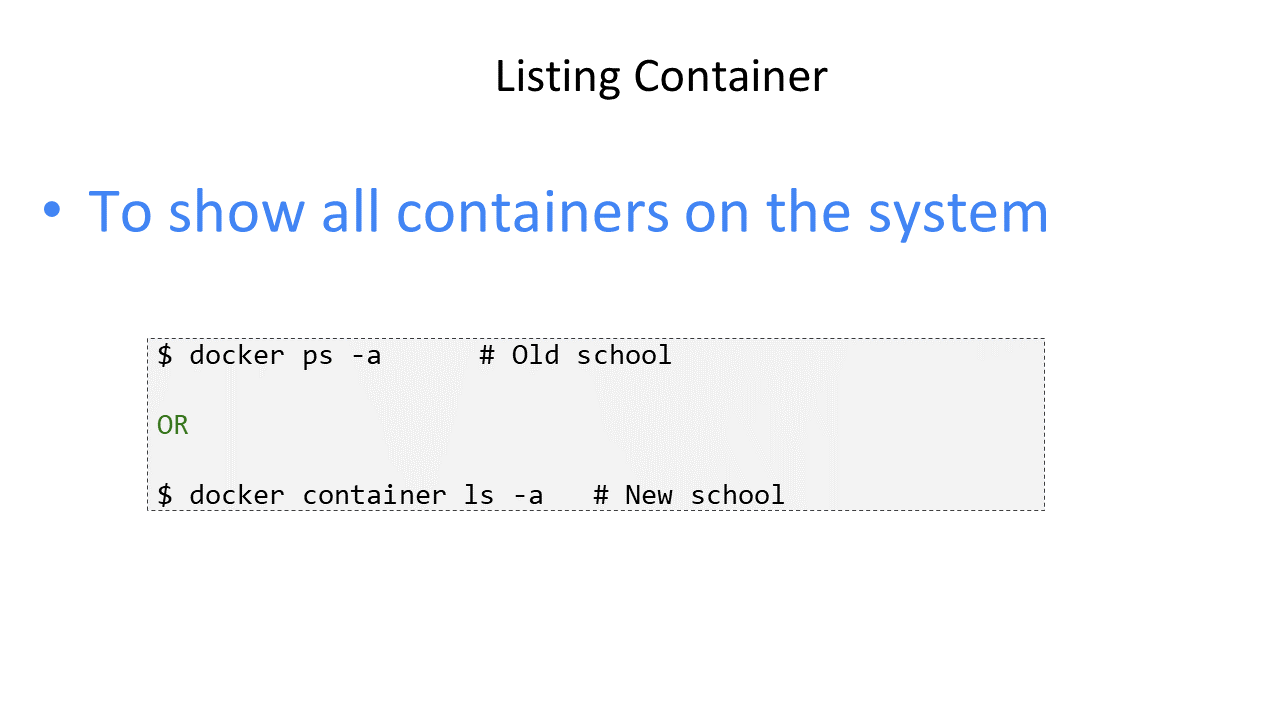 Listing Container
• To show all containers on the system
$ docker ps -a      # Old school
OR
$ docker container ls -a   # New school